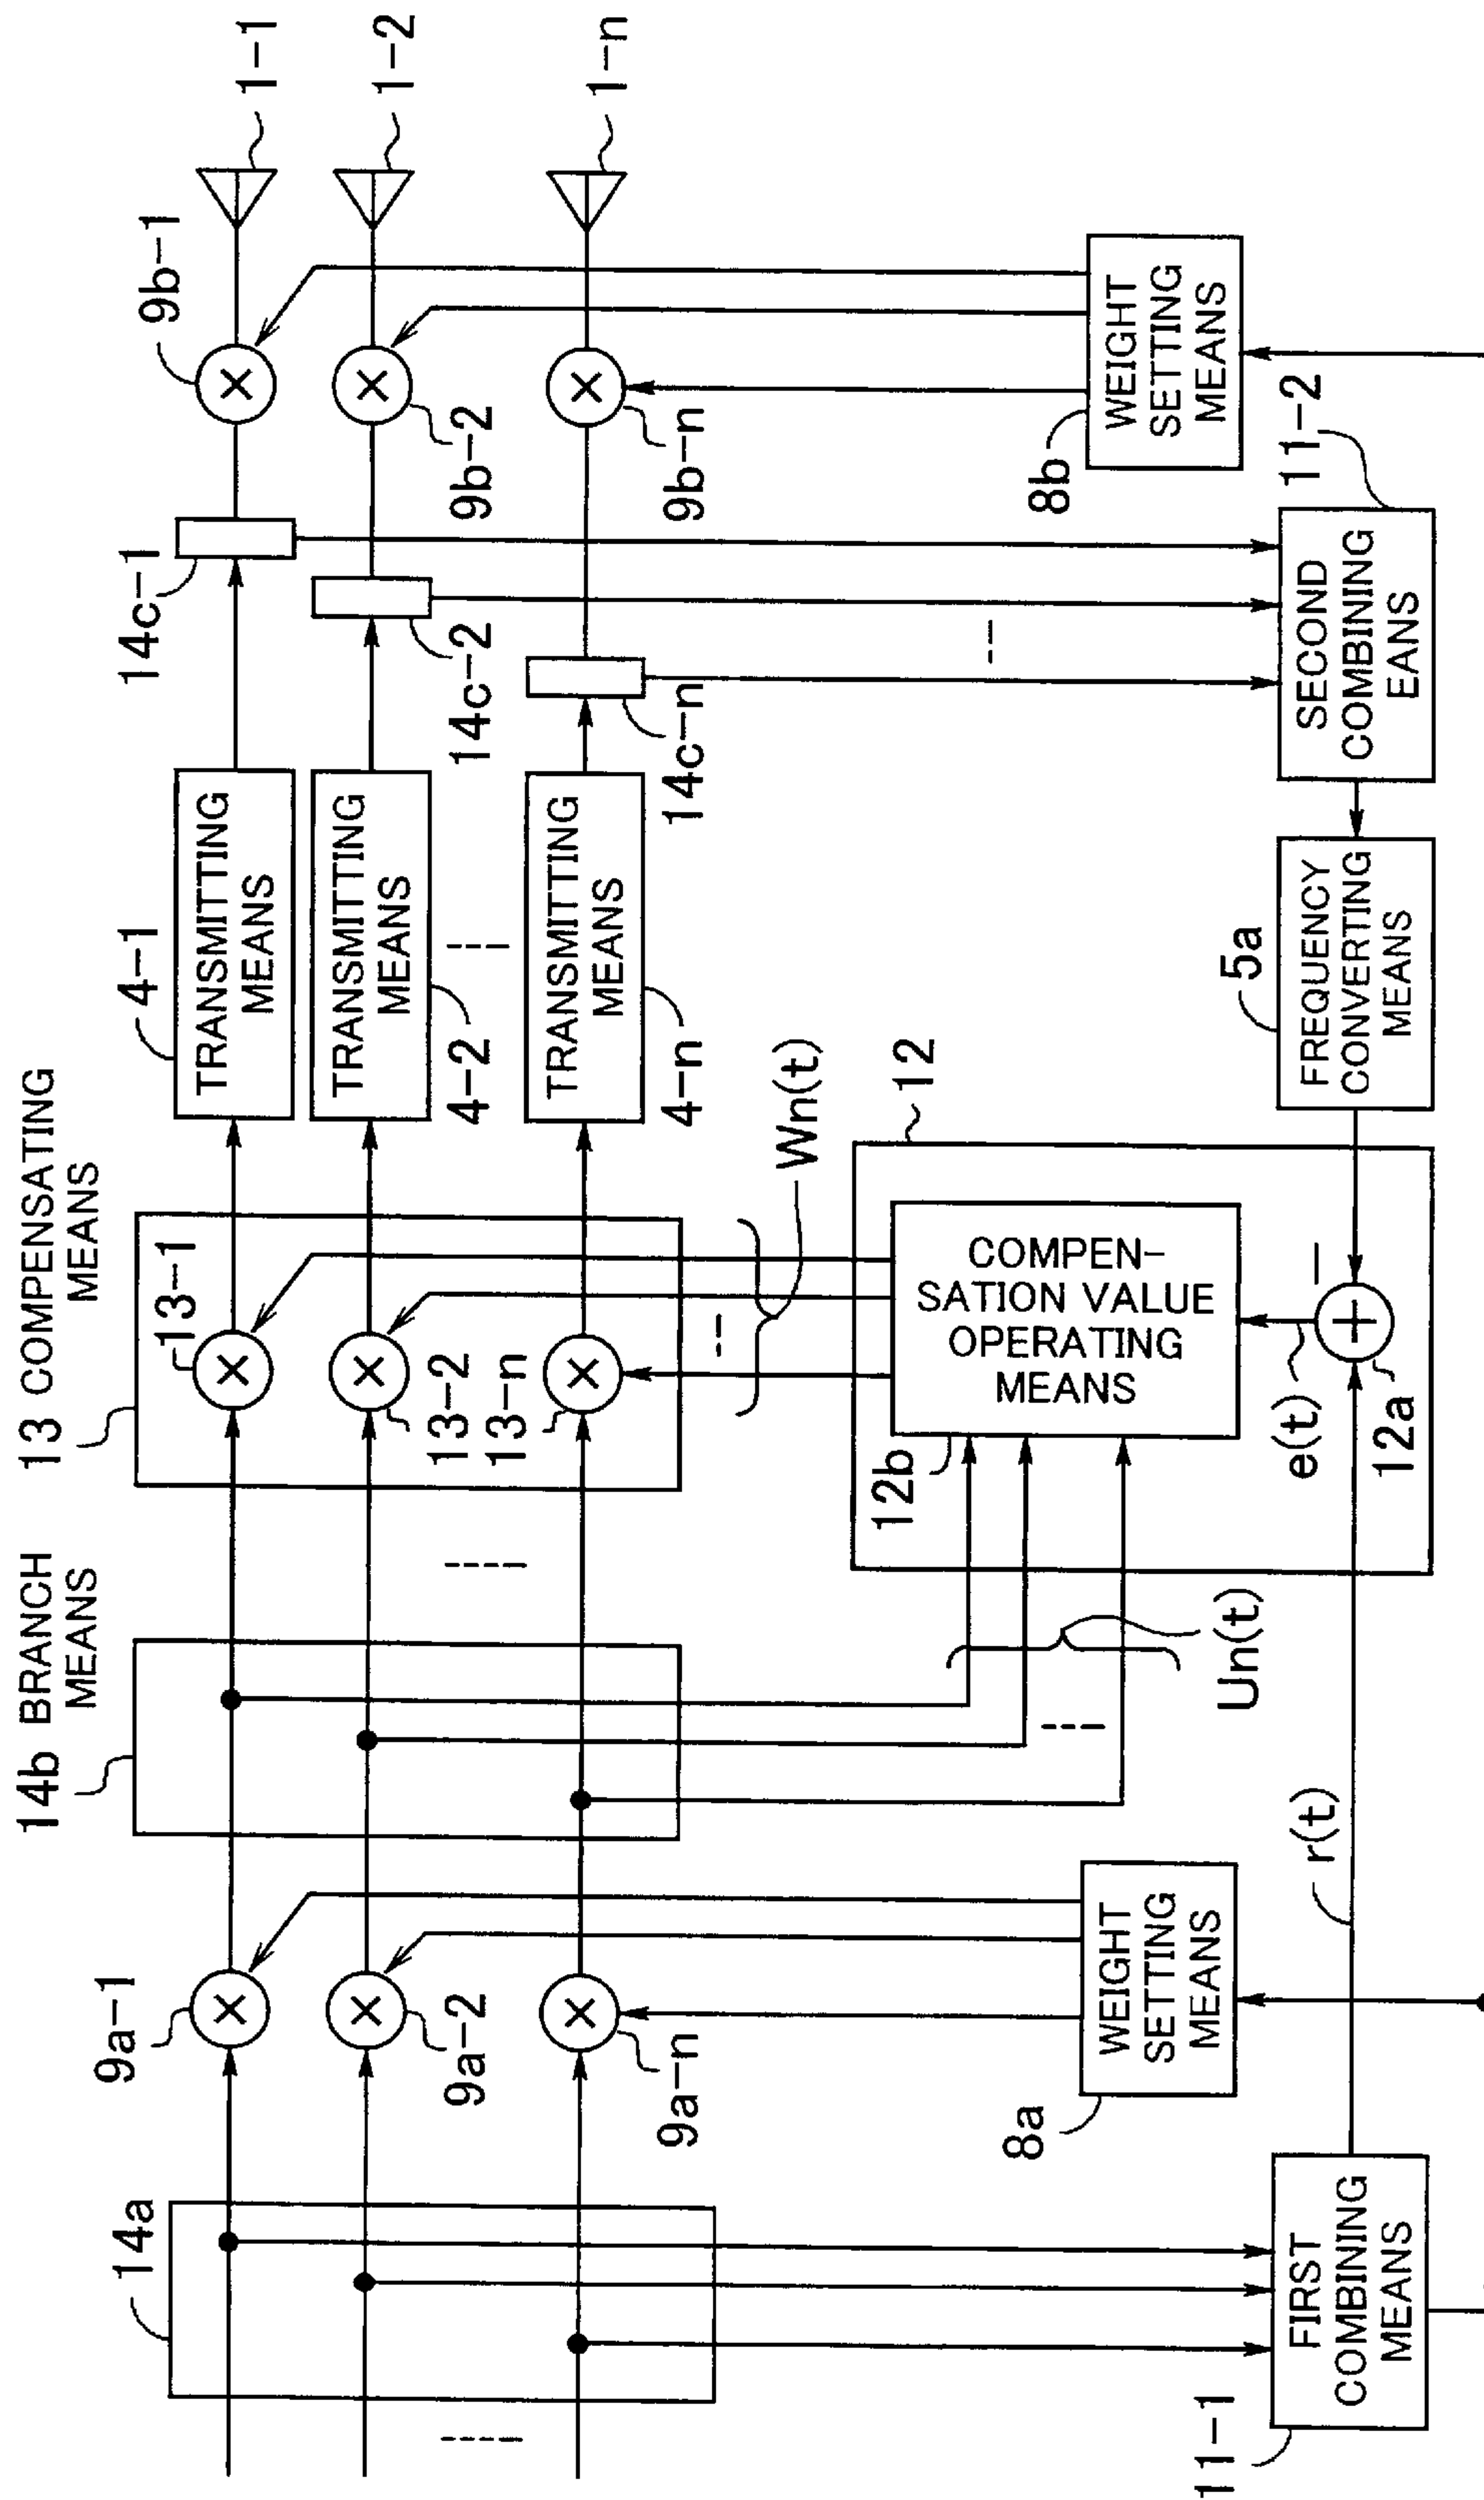 14a
14b BRANCH
MEANS
13 COMPENSATING
MEANS
9a-1
9a-2
9a-n
13-1
13-2
13-n
4-1
TRANSMITTING
MEANS
TRANSMITTING
MEANS
4-2
TRANSMITTING
MEANS
4-n
14c-1
14c-2
14c-n
9b-1
9b-2
9b-n
1-1
1-2
1-n
Wn(t)
12
12b
COMPEN-
SATION VALUE
OPERATING
MEANS
Un(t)
e(t)
12a
r(t)
8a
WEIGHT
SETTING
MEANS
8b
WEIGHT
SETTING
MEANS
11-1
FIRST
COMBINING
MEANS
5a
FREQUENCY
CONVERTING
MEANS
11-2
SECOND
COMBINING
EANS